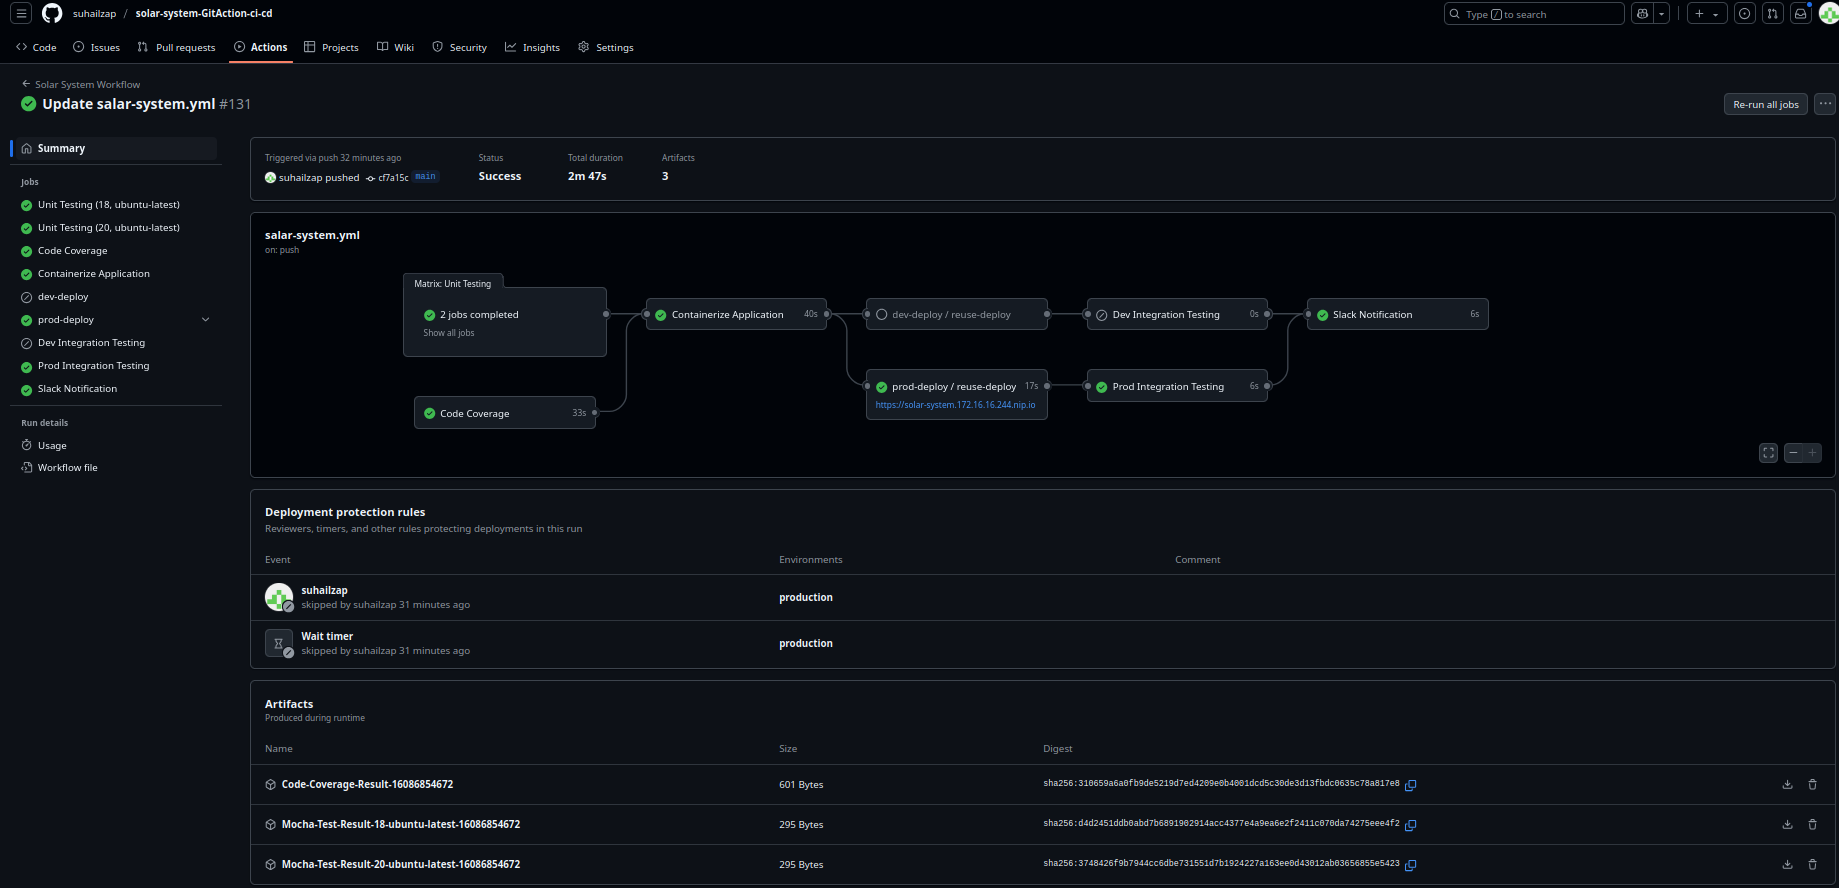 suhailzap / solar-system-GitAction-ci-cd
Type / to search
Code Issues Pull requests Actions Projects Wiki Security Insights Settings
Solar System Workflow
Update salar-system.yml #131
Re-run all jobs
Summary
Jobs
Unit Testing (18, ubuntu-latest)
Unit Testing (20, ubuntu-latest)
Code Coverage
Containerize Application
dev-deploy
prod-deploy
Dev Integration Testing
Prod Integration Testing
Slack Notification
Run details
Usage
Workflow file
Triggered via push 32 minutes ago
suhailzap pushed cf7a15c main
Status
Success
Total duration
2m 47s
Artifacts
3
salar-system.yml
on: push
Matrix: Unit Testing
2 jobs completed
Show all jobs
Code Coverage 33s
Containerize Application 40s
dev-deploy / reuse-deploy
prod-deploy / reuse-deploy 17s
https://solar-system.172.16.16.244.nip.io
Dev Integration Testing 0s
Prod Integration Testing 6s
Slack Notification 6s
Deployment protection rules
Reviewers, timers, and other rules protecting deployments in this run
Event Environments Comment
suhailzap
skipped by suhailzap 31 minutes ago
production
Wait timer
skipped by suhailzap 31 minutes ago
production
Artifacts
Produced during runtime
Name Size Digest
Code-Coverage-Result-16086854672 601 Bytes sha256:310659a6a0fb9de5219d7ed4209e0b4001dcd5c30de3d13fbdc0635c78a817e8
Mocha-Test-Result-18-ubuntu-latest-16086854672 295 Bytes sha256:d4d2451ddb0abd7b6891902914acc4377e4a9ea6e2f2411c070da74275eee4f2
Mocha-Test-Result-20-ubuntu-latest-16086854672 295 Bytes sha256:3748426f9b7944cc6dbe731551d7b1924227a163ee0d43012ab03656855e5423